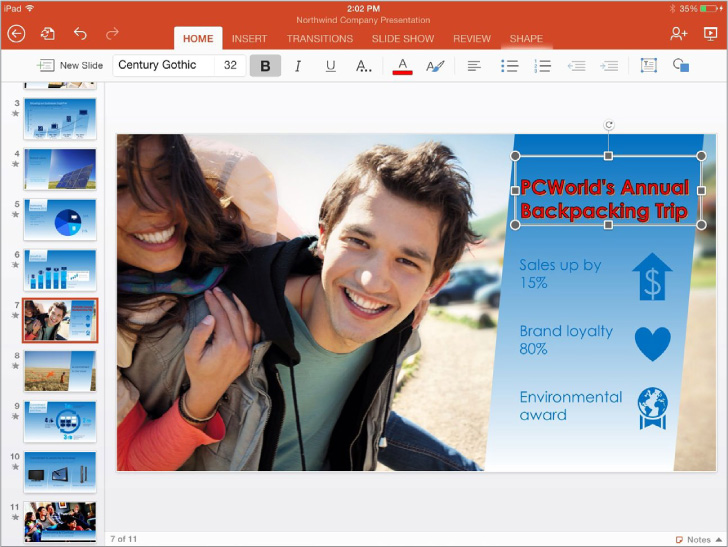 iPad
2:02 PM
35%
Northwind Company Presentation
HOME INSERT TRANSITIONS SLIDE SHOW REVIEW SHAPE
New Slide Century Gothic 32 B I U A.. A
3
4
5
6
7
8
9
10
11
PCWorld's Annual
Backpacking Trip
Sales up by
15%
$
Brand loyalty
80%
Environmental
award
7 of 11
Notes